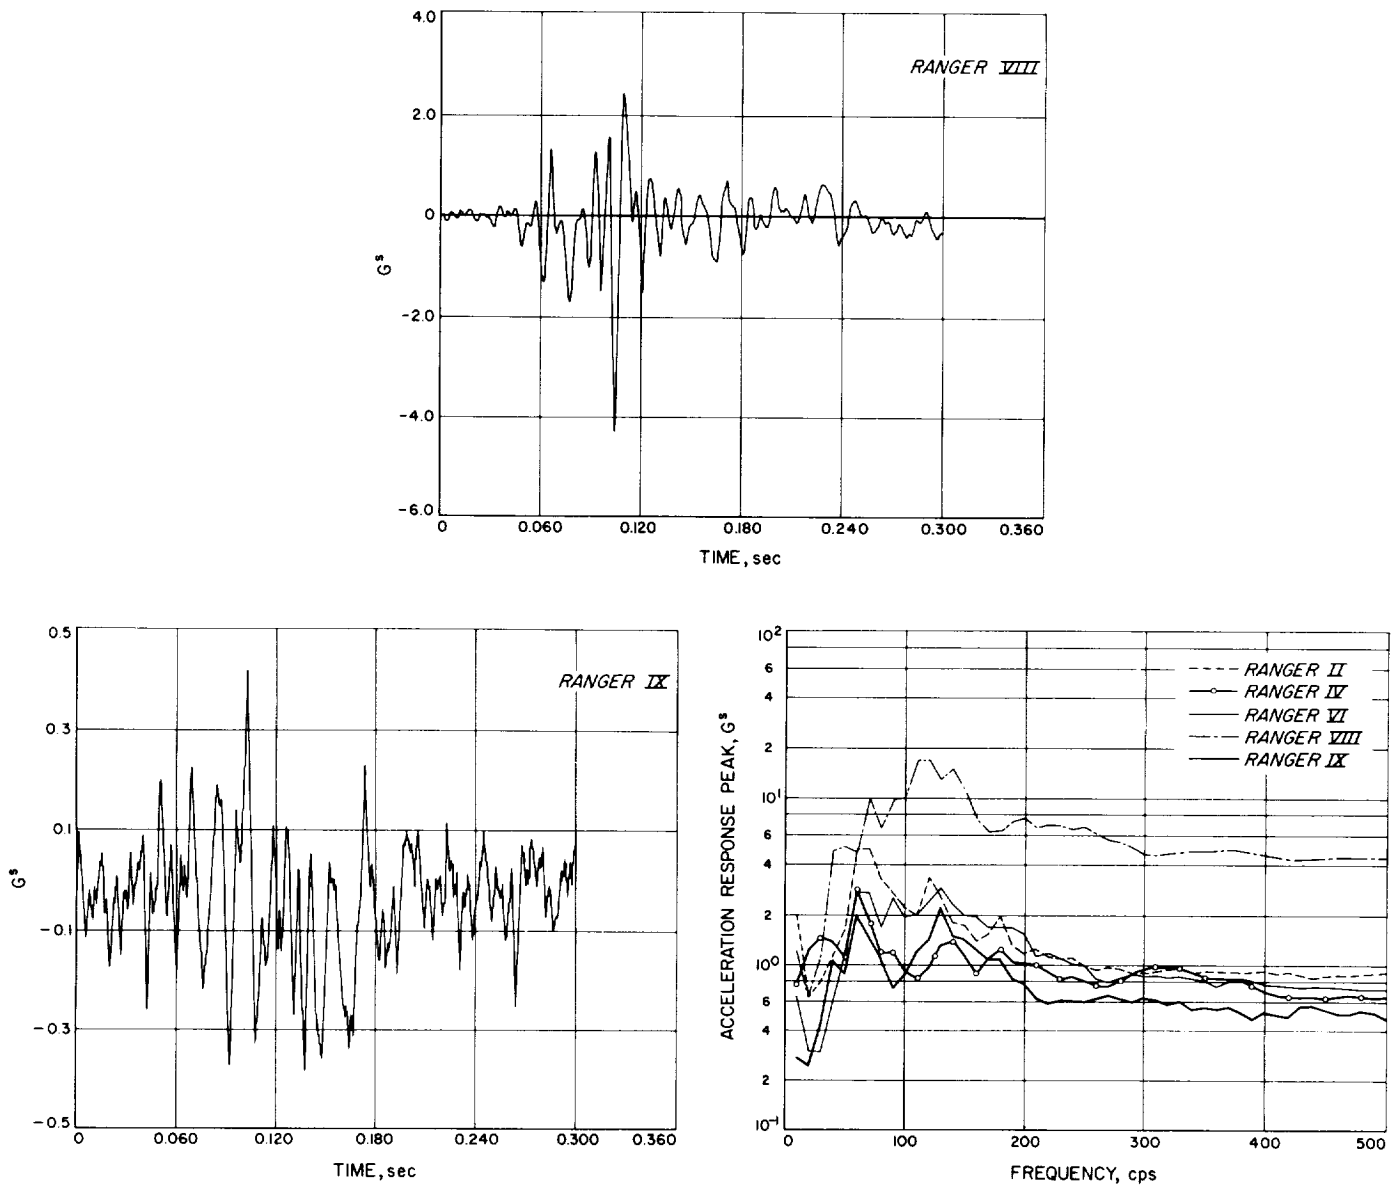 4.0
RANGER VIII
2.0
0
G^s
-2.0
-4.0
-6.0
0 0.060 0.120 0.180 0.240 0.300 0.360
TIME, sec
0.5
RANGER IX
0.3
0.1
G^s
-0.1
-0.3
-0.5
0 0.060 0.120 0.180 0.240 0.300 0.360
TIME, sec
10^2
6
4
2
10^1
6
4
2
10^0
6
4
2
10^-1
ACCELERATION RESPONSE PEAK, G^s
RANGER II
RANGER IV
RANGER VI
RANGER VIII
RANGER IX
0 100 200 300 400 500
FREQUENCY, cps